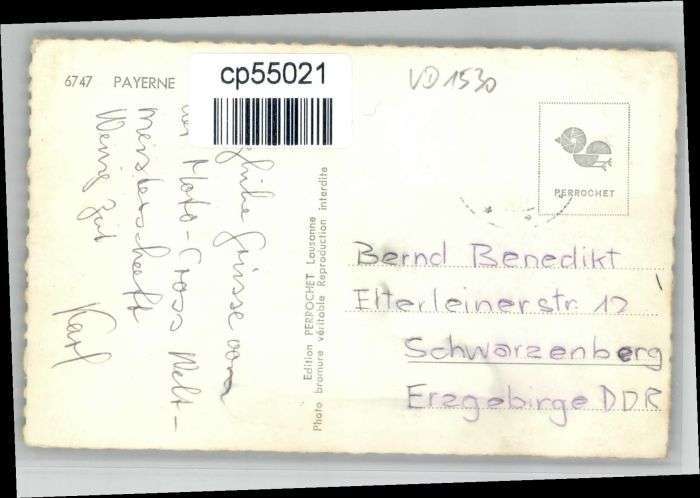 6747 PAYERNE
cp55021
VD 1530
PERROCHET
Grüsse vom
Moto-Cross Welt-
meisterschaft
Wenig Zeit
Karl
Edition PERROCHET Lausanne
Photo bromure véritable Reproduction interdite
Bernd Benedikt
Elterleinerstr. 12
Schwarzenberg
Erzgebirge DDR